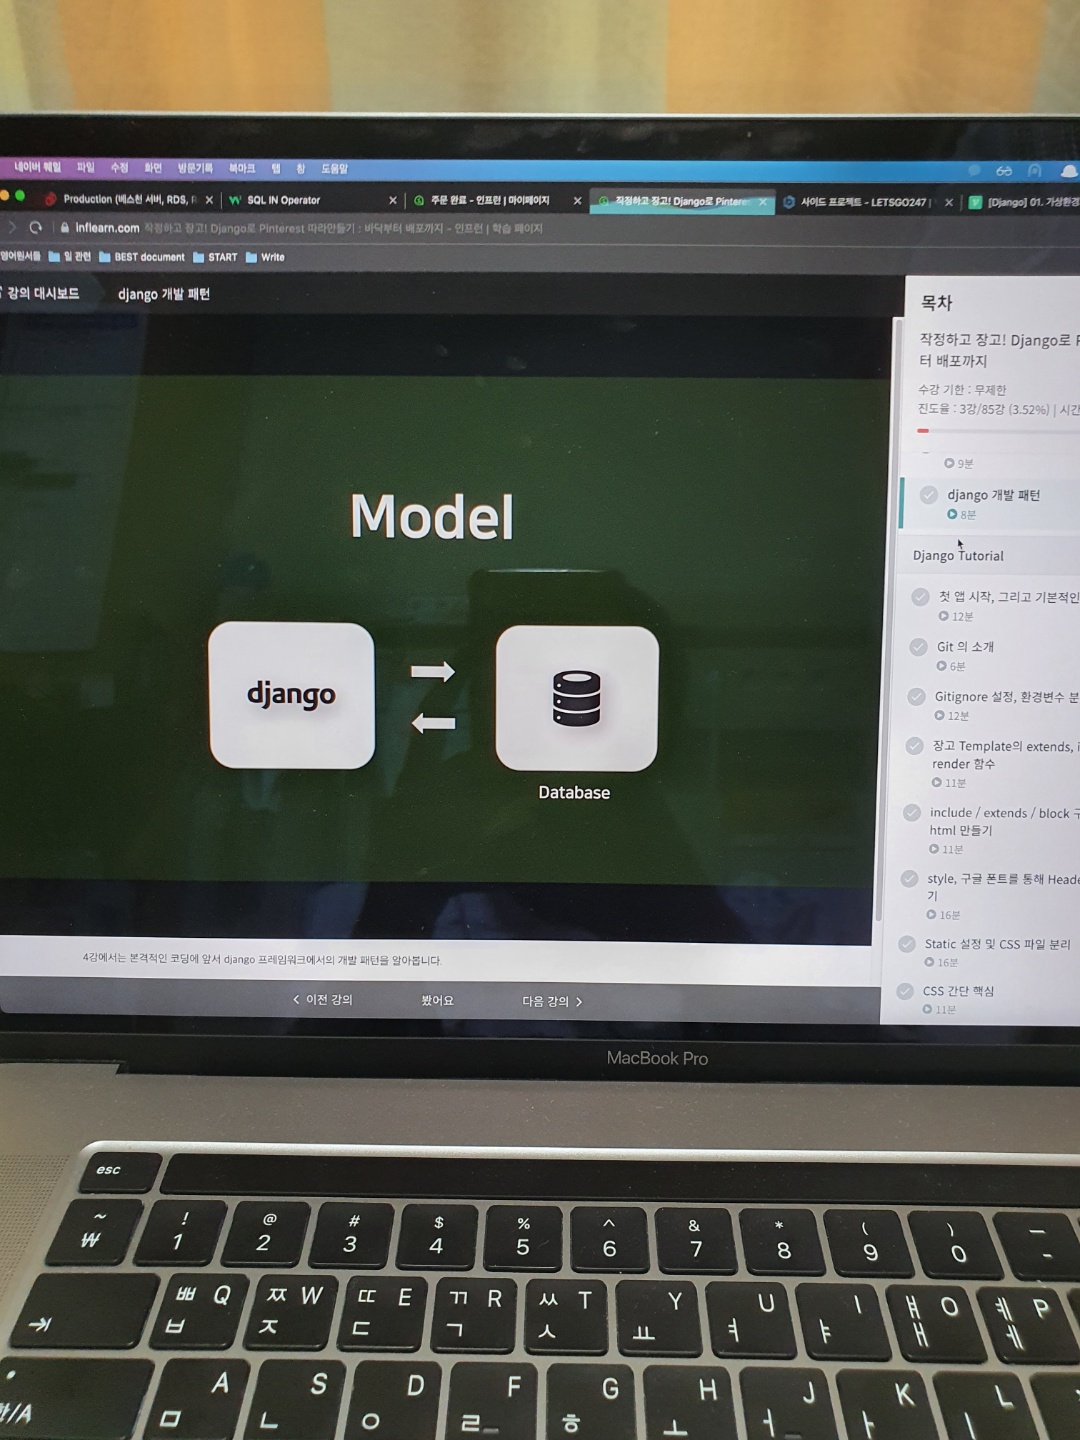 네이버 웨일 파일 수정 화면 방문기록 북마크 탭 창 도움말
Production (베스천 서버, RDS, SQL IN Operator 주문 완료 - 인프런 | 마이페이지 작정하고 장고! Django로 Pinteres 사이드 프로젝트 - LETSGO247 | [Django] 01. 가상환경
inflearn.com 작정하고 장고! Django로 Pinterest 따라만들기 : 바닥부터 배포까지 - 인프런 | 학습 페이지
영어원서들 일 관련 BEST document START Write
강의 대시보드 django 개발 패턴
Model
django
Database
4강에서는 본격적인 코딩에 앞서 django 프레임워크에서의 개발 패턴을 알아봅니다.
이전 강의 봤어요 다음 강의
목차
작정하고 장고! Django로
터 배포까지
수강 기한 : 무제한
진도율 : 3강/85강 (3.52%) | 시간
9분
django 개발 패턴
8분
Django Tutorial
첫 앱 시작, 그리고 기본적인
12분
Git 의 소개
6분
Gitignore 설정, 환경변수 분
12분
장고 Template의 extends,
render 함수
11분
include / extends / block 구
html 만들기
11분
style, 구글 폰트를 통해 Heade
기
16분
Static 설정 및 CSS 파일 분리
16분
CSS 간단 핵심
11분
MacBook Pro
esc
~ ! @ # $ % ^ & * ( ) —
₩ 1 2 3 4 5 6 7 8 9 0 -
ㅃ Q ㅉ W ㄸ E ㄲ R ㅆ T Y U I ㅒ O ㅖ P
ㅂ ㅈ ㄷ ㄱ ㅅ ㅛ ㅕ ㅑ ㅐ ㅔ
A S D F G H J K L
한/A ㅁ ㄴ ㅇ ㄹ ㅎ ㅗ ㅓ ㅏ ㅣ